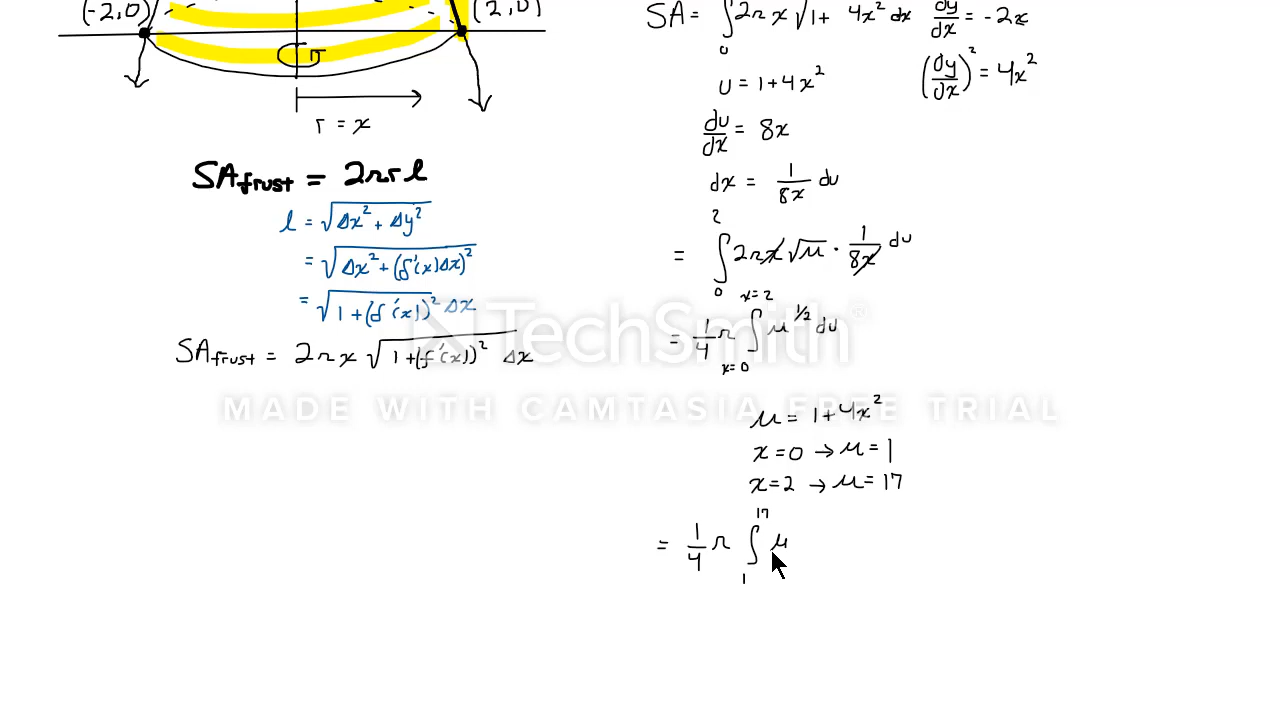 (-2,0)
(2,0)
r = x
SAfrust = 2πr l
l = √Δx² + Δy²
= √Δx² + (f'(x)Δx)²
= √1 + (f'(x))² Δx
SAfrust = 2πx √1+(f'(x))² Δx
SA = ∫₀ 2πx √1+ 4x² dx
dy/dx = -2x
(dy/dx)² = 4x²
u = 1+4x²
du/dx = 8x
dx = 1/8x du
= ∫₀² 2πx √u · 1/8x du
= 1/4 π ∫ x=0 x=2 u^1/2 du
u = 1+4x²
x=0 → u=1
x=2 → u=17
= 1/4 π ∫₁¹⁷ u
TechSmith®
MADE WITH CAMTASIA FREE TRIAL